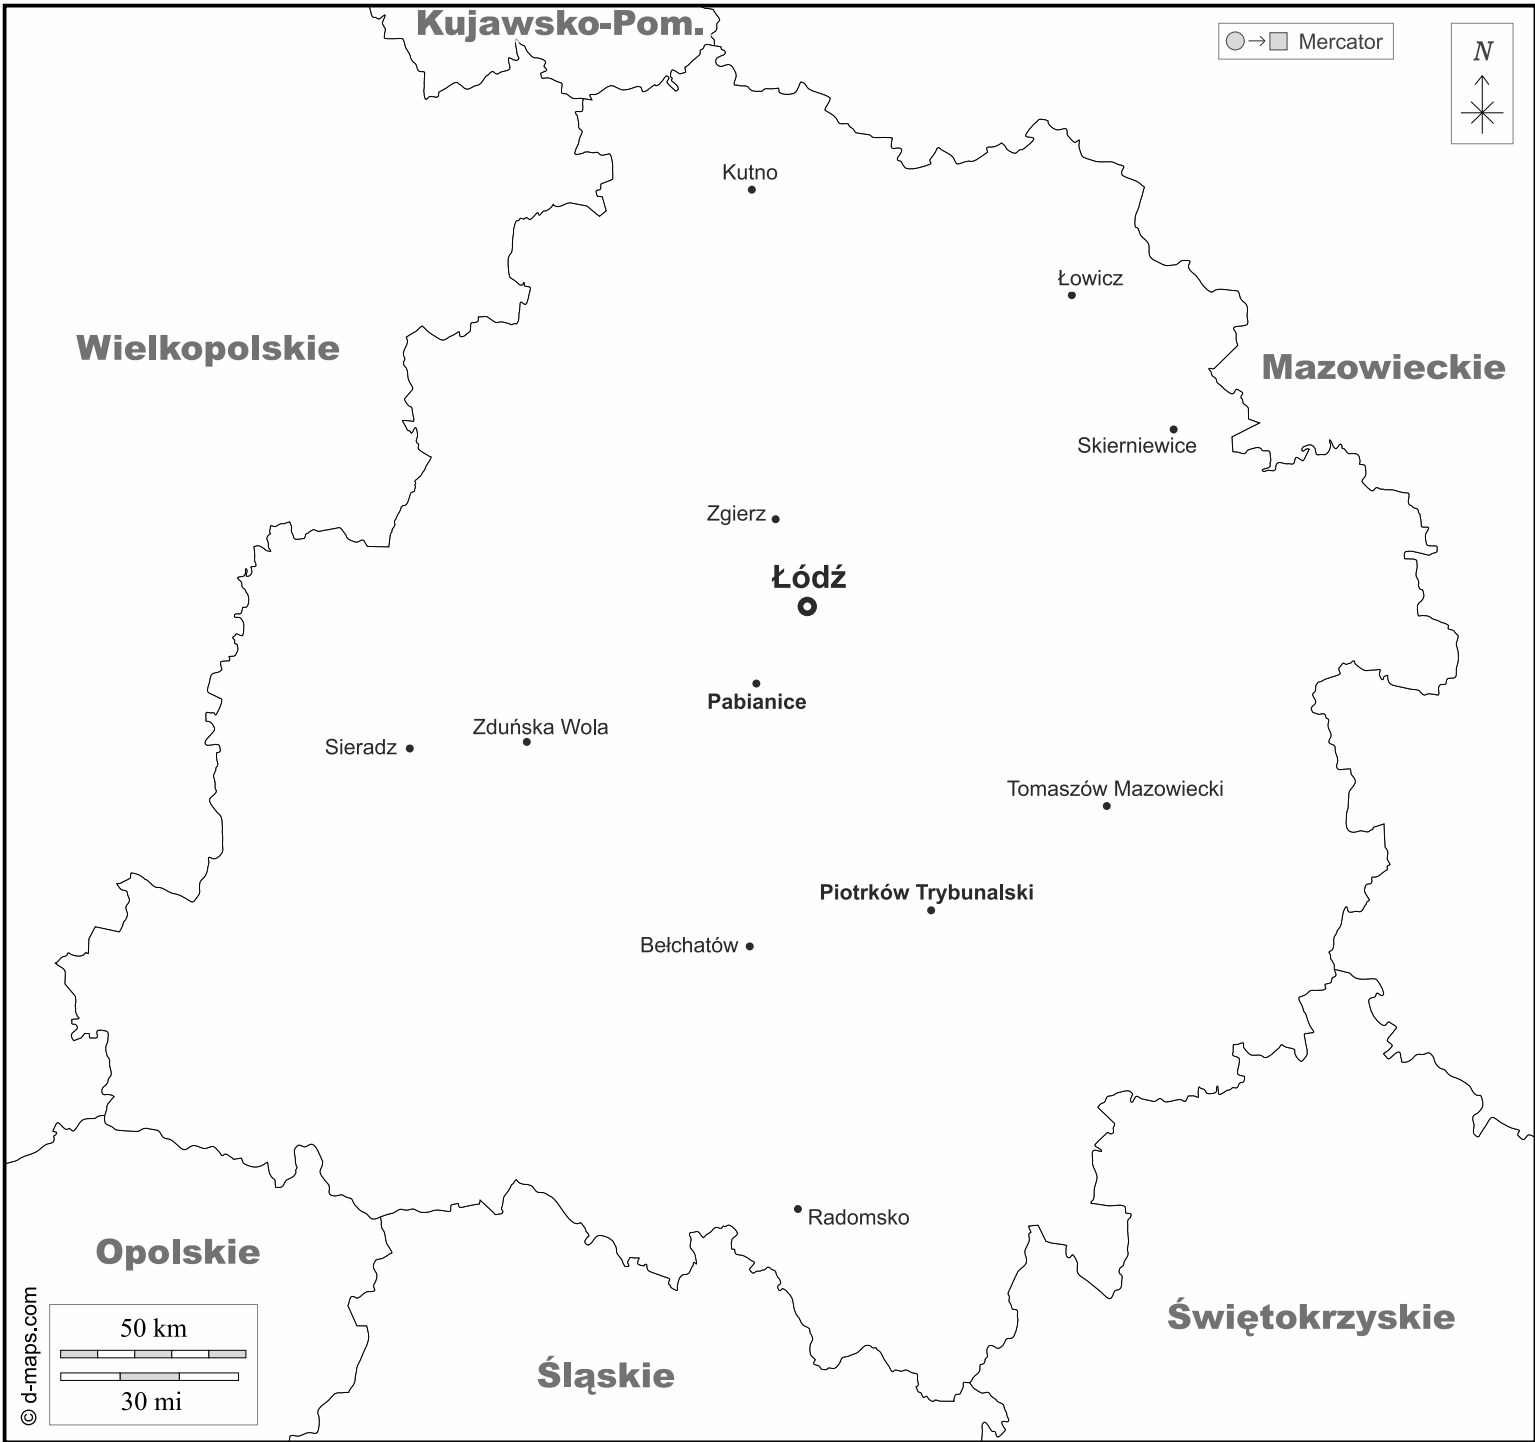 Kujawsko-Pom.
Mercator
N
Kutno
Łowicz
Wielkopolskie
Mazowieckie
Skierniewice
Zgierz
Łódź
Pabianice
Zduńska Wola
Sieradz
Tomaszów Mazowiecki
Piotrków Trybunalski
Bełchatów
Radomsko
Opolskie
Świętokrzyskie
Śląskie
50 km
30 mi
© d-maps.com